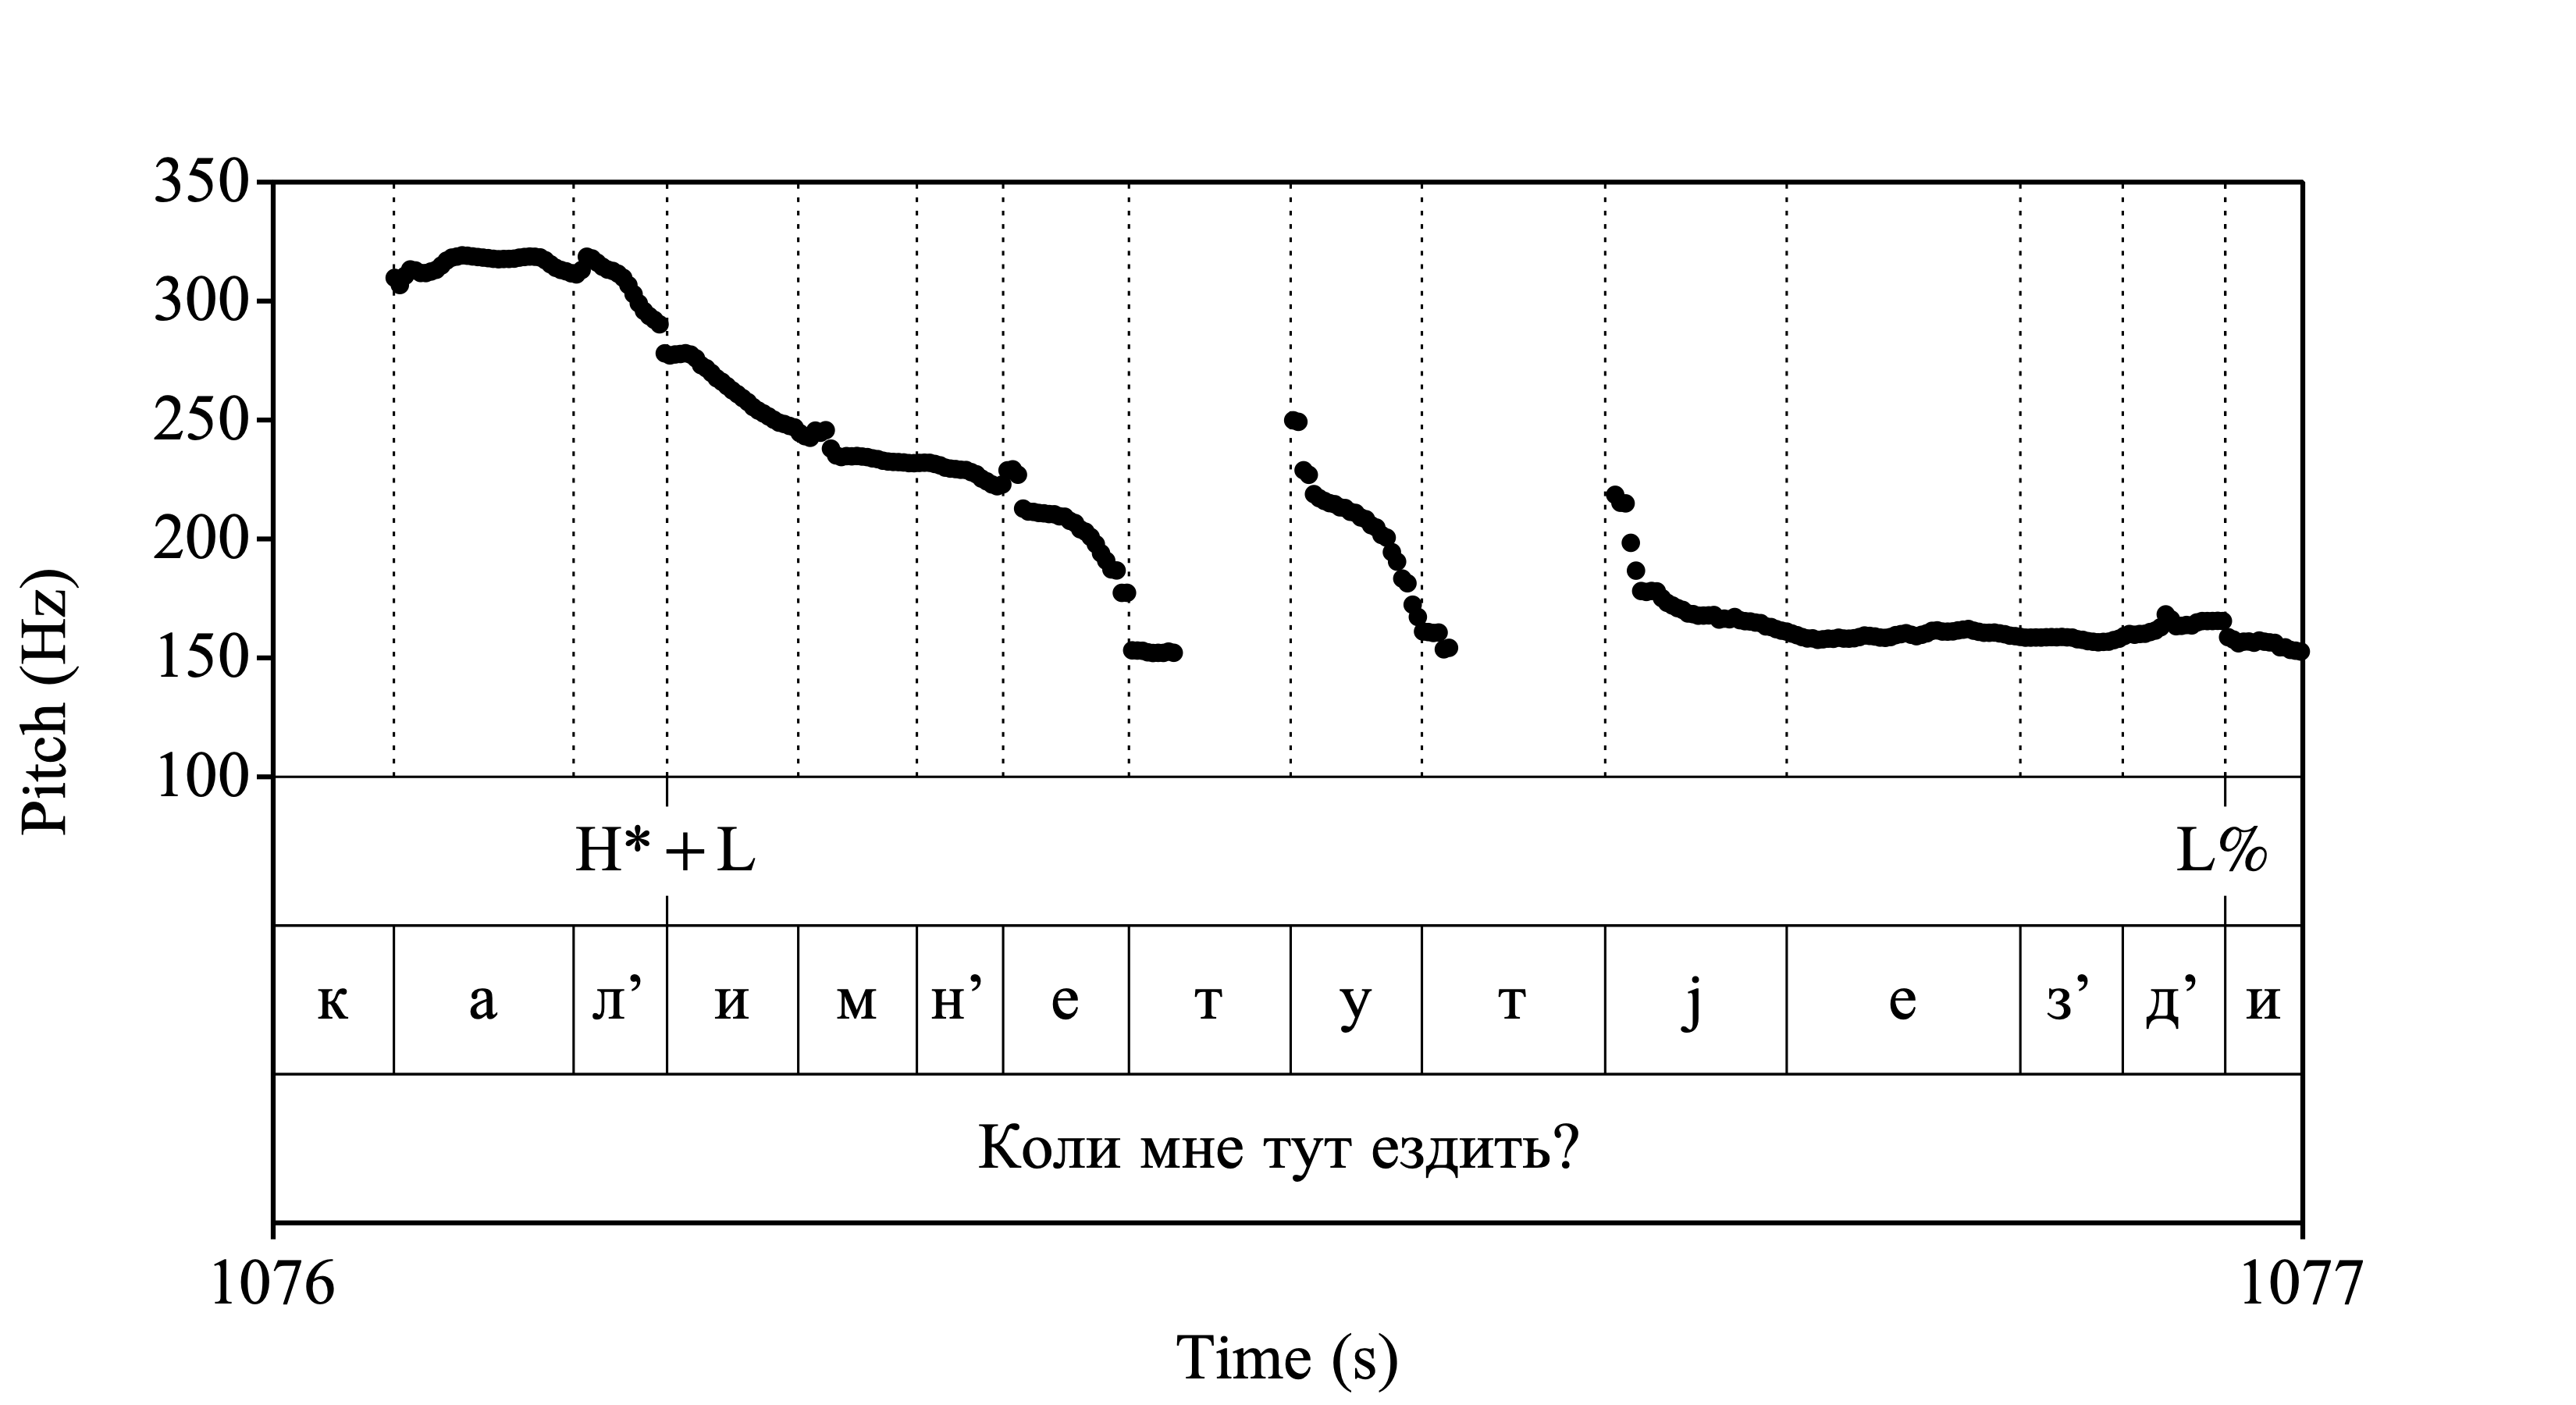 350
300
250
200
150
100
Pitch (Hz)
H* + L L%
к а л’ и м н’ е т у т j е з’ д’ и
Коли мне тут ездить?
1076 1077
Time (s)